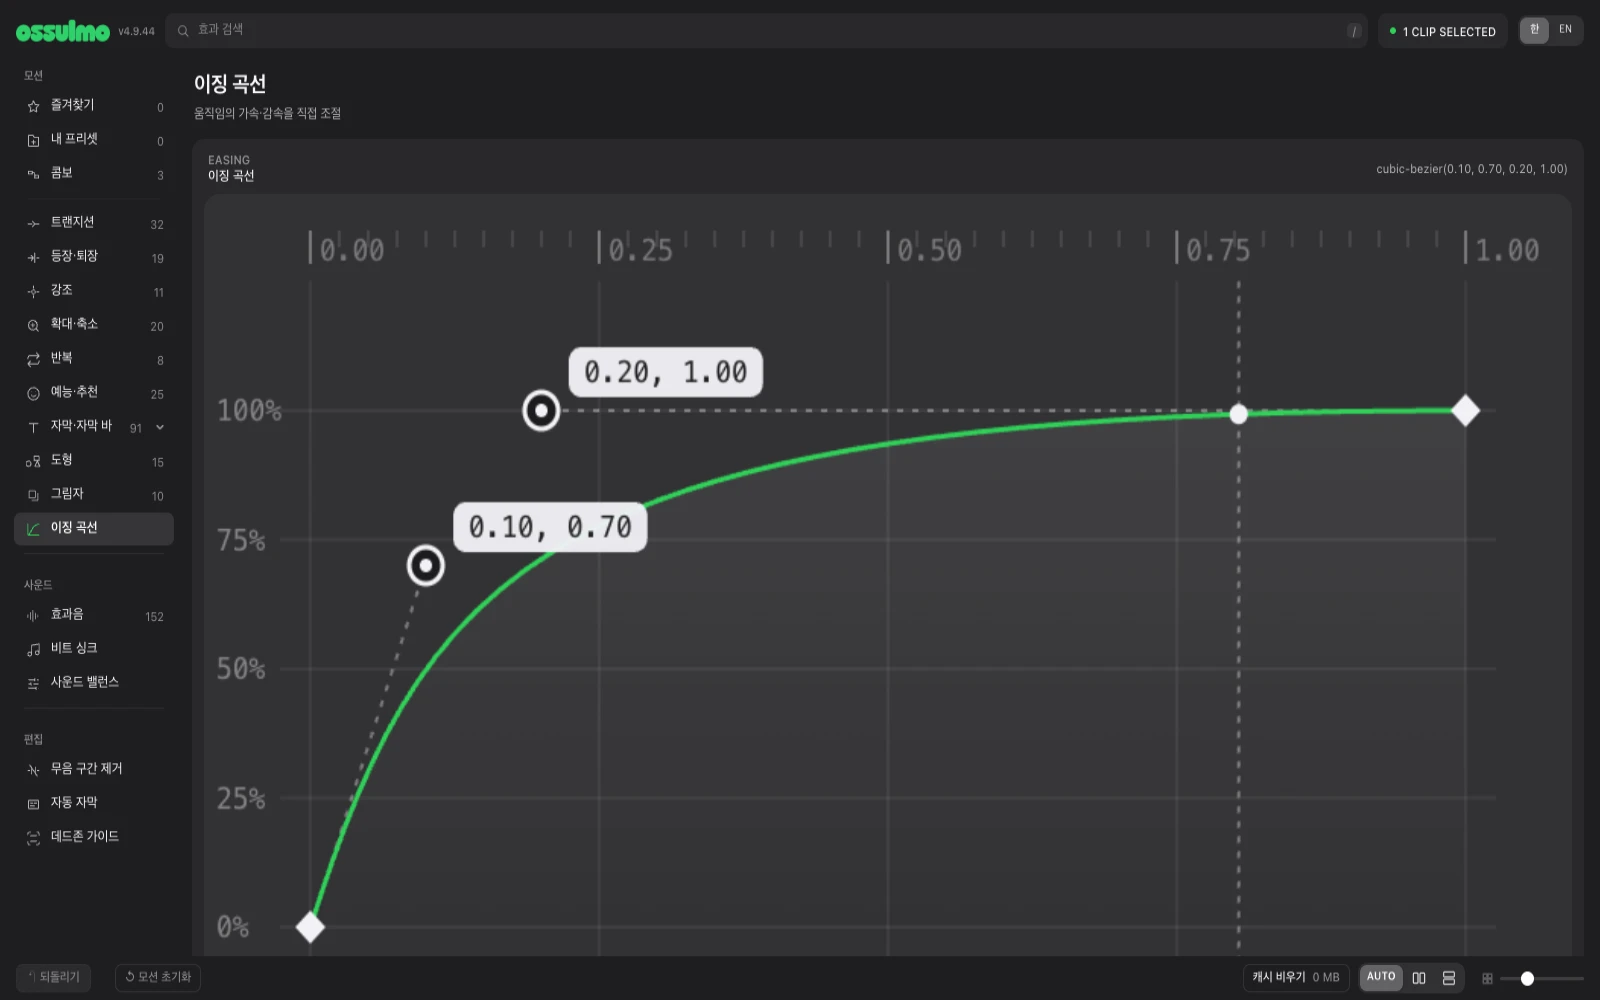 ossulmo v4.9.44
효과 검색
/
1 CLIP SELECTED
한
EN
모션
즐겨찾기 0
내 프리셋 0
콤보 3
트랜지션 32
등장·퇴장 19
강조 11
확대·축소 20
반복 8
예능·추천 25
자막·자막 바 91
도형 15
그림자 10
이징 곡선
사운드
효과음 152
비트 싱크
사운드 밸런스
편집
무음 구간 제거
자동 자막
데드존 가이드
이징 곡선
움직임의 가속·감속을 직접 조절
EASING
이징 곡선
cubic-bezier(0.10, 0.70, 0.20, 1.00)
0.00 0.25 0.50 0.75 1.00
0.20, 1.00
100%
0.10, 0.70
75%
50%
25%
0%
되돌리기
모션 초기화
캐시 비우기 0 MB
AUTO